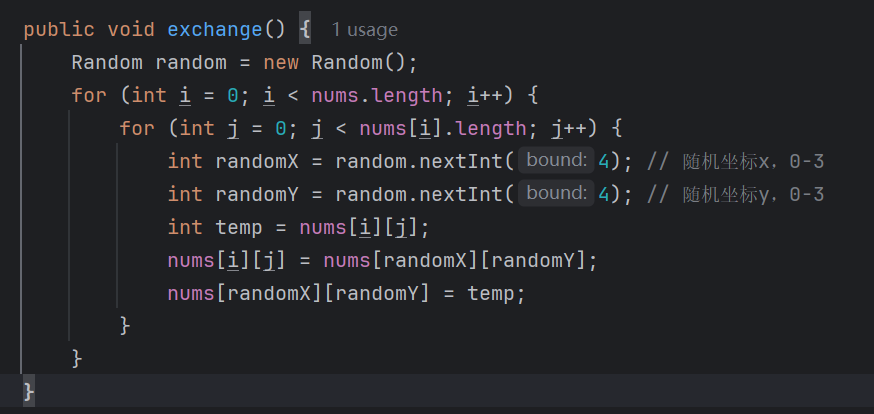 public void exchange() {  1 usage
    Random random = new Random();
    for (int i = 0; i < nums.length; i++) {
        for (int j = 0; j < nums[i].length; j++) {
            int randomX = random.nextInt( bound: 4); // 随机坐标x，0-3
            int randomY = random.nextInt( bound: 4); // 随机坐标y，0-3
            int temp = nums[i][j];
            nums[i][j] = nums[randomX][randomY];
            nums[randomX][randomY] = temp;
        }
    }
}